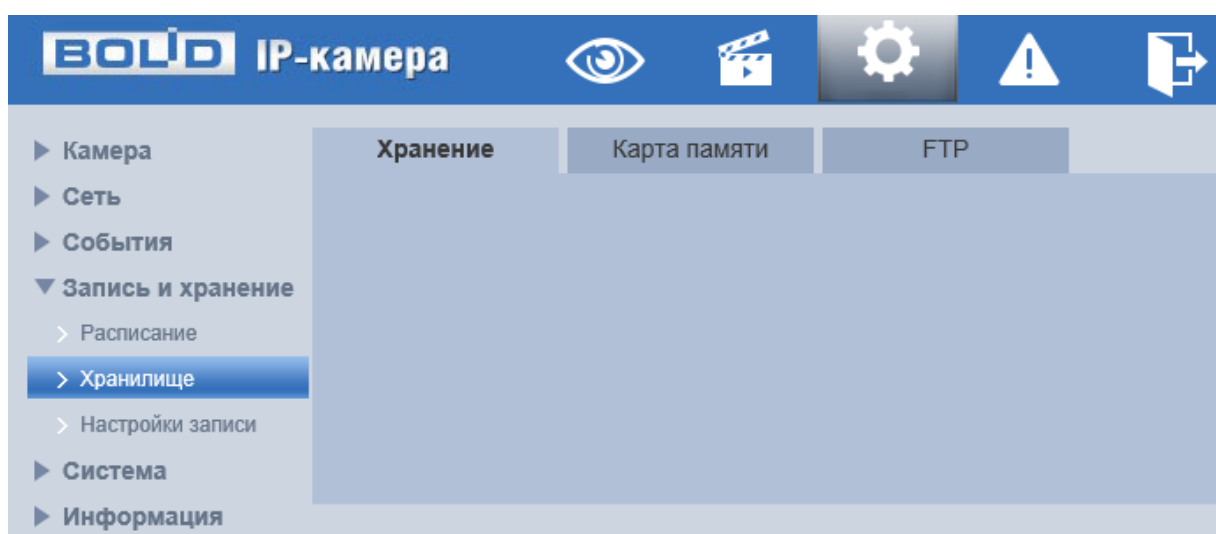 BOLID IP-камера
Камера
Хранение
Карта памяти
FTP
Сеть
События
Запись и хранение
Расписание
Хранилище
Настройки записи
Система
Информация